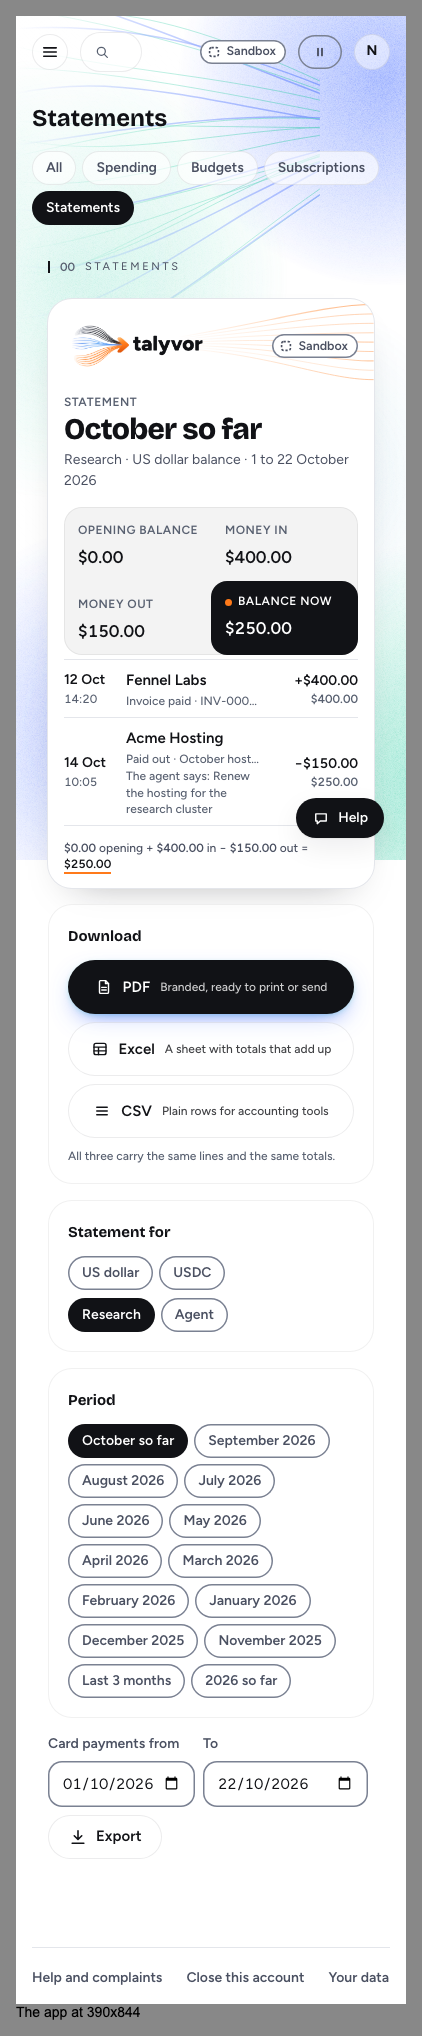 Sandbox
N
Statements
All
Spending
Budgets
Subscriptions
Statements
00 STATEMENTS
talyvor
Sandbox
STATEMENT
October so far
Research · US dollar balance · 1 to 22 October
2026
OPENING BALANCE
$0.00
MONEY IN
$400.00
MONEY OUT
$150.00
BALANCE NOW
$250.00
12 Oct
14:20
Fennel Labs
Invoice paid · INV-000...
+$400.00
$400.00
14 Oct
10:05
Acme Hosting
Paid out · October host...
The agent says: Renew
the hosting for the
research cluster
−$150.00
$250.00
Help
$0.00 opening + $400.00 in − $150.00 out =
$250.00
Download
PDF Branded, ready to print or send
Excel A sheet with totals that add up
CSV Plain rows for accounting tools
All three carry the same lines and the same totals.
Statement for
US dollar
USDC
Research
Agent
Period
October so far
September 2026
August 2026
July 2026
June 2026
May 2026
April 2026
March 2026
February 2026
January 2026
December 2025
November 2025
Last 3 months
2026 so far
Card payments from
To
01/10/2026
22/10/2026
Export
Help and complaints
Close this account
Your data
The app at 390x844